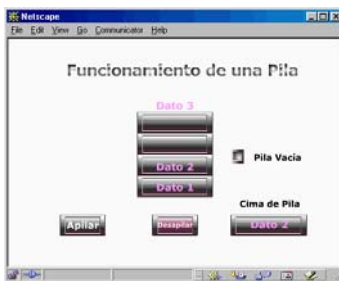 Netscape
File Edit View Go Communicator Help
Funcionamiento de una Pila
Dato 3
Dato 2
Pila Vacia
Dato 1
Cima de Pila
Apilar
Desapilar
Dato 2